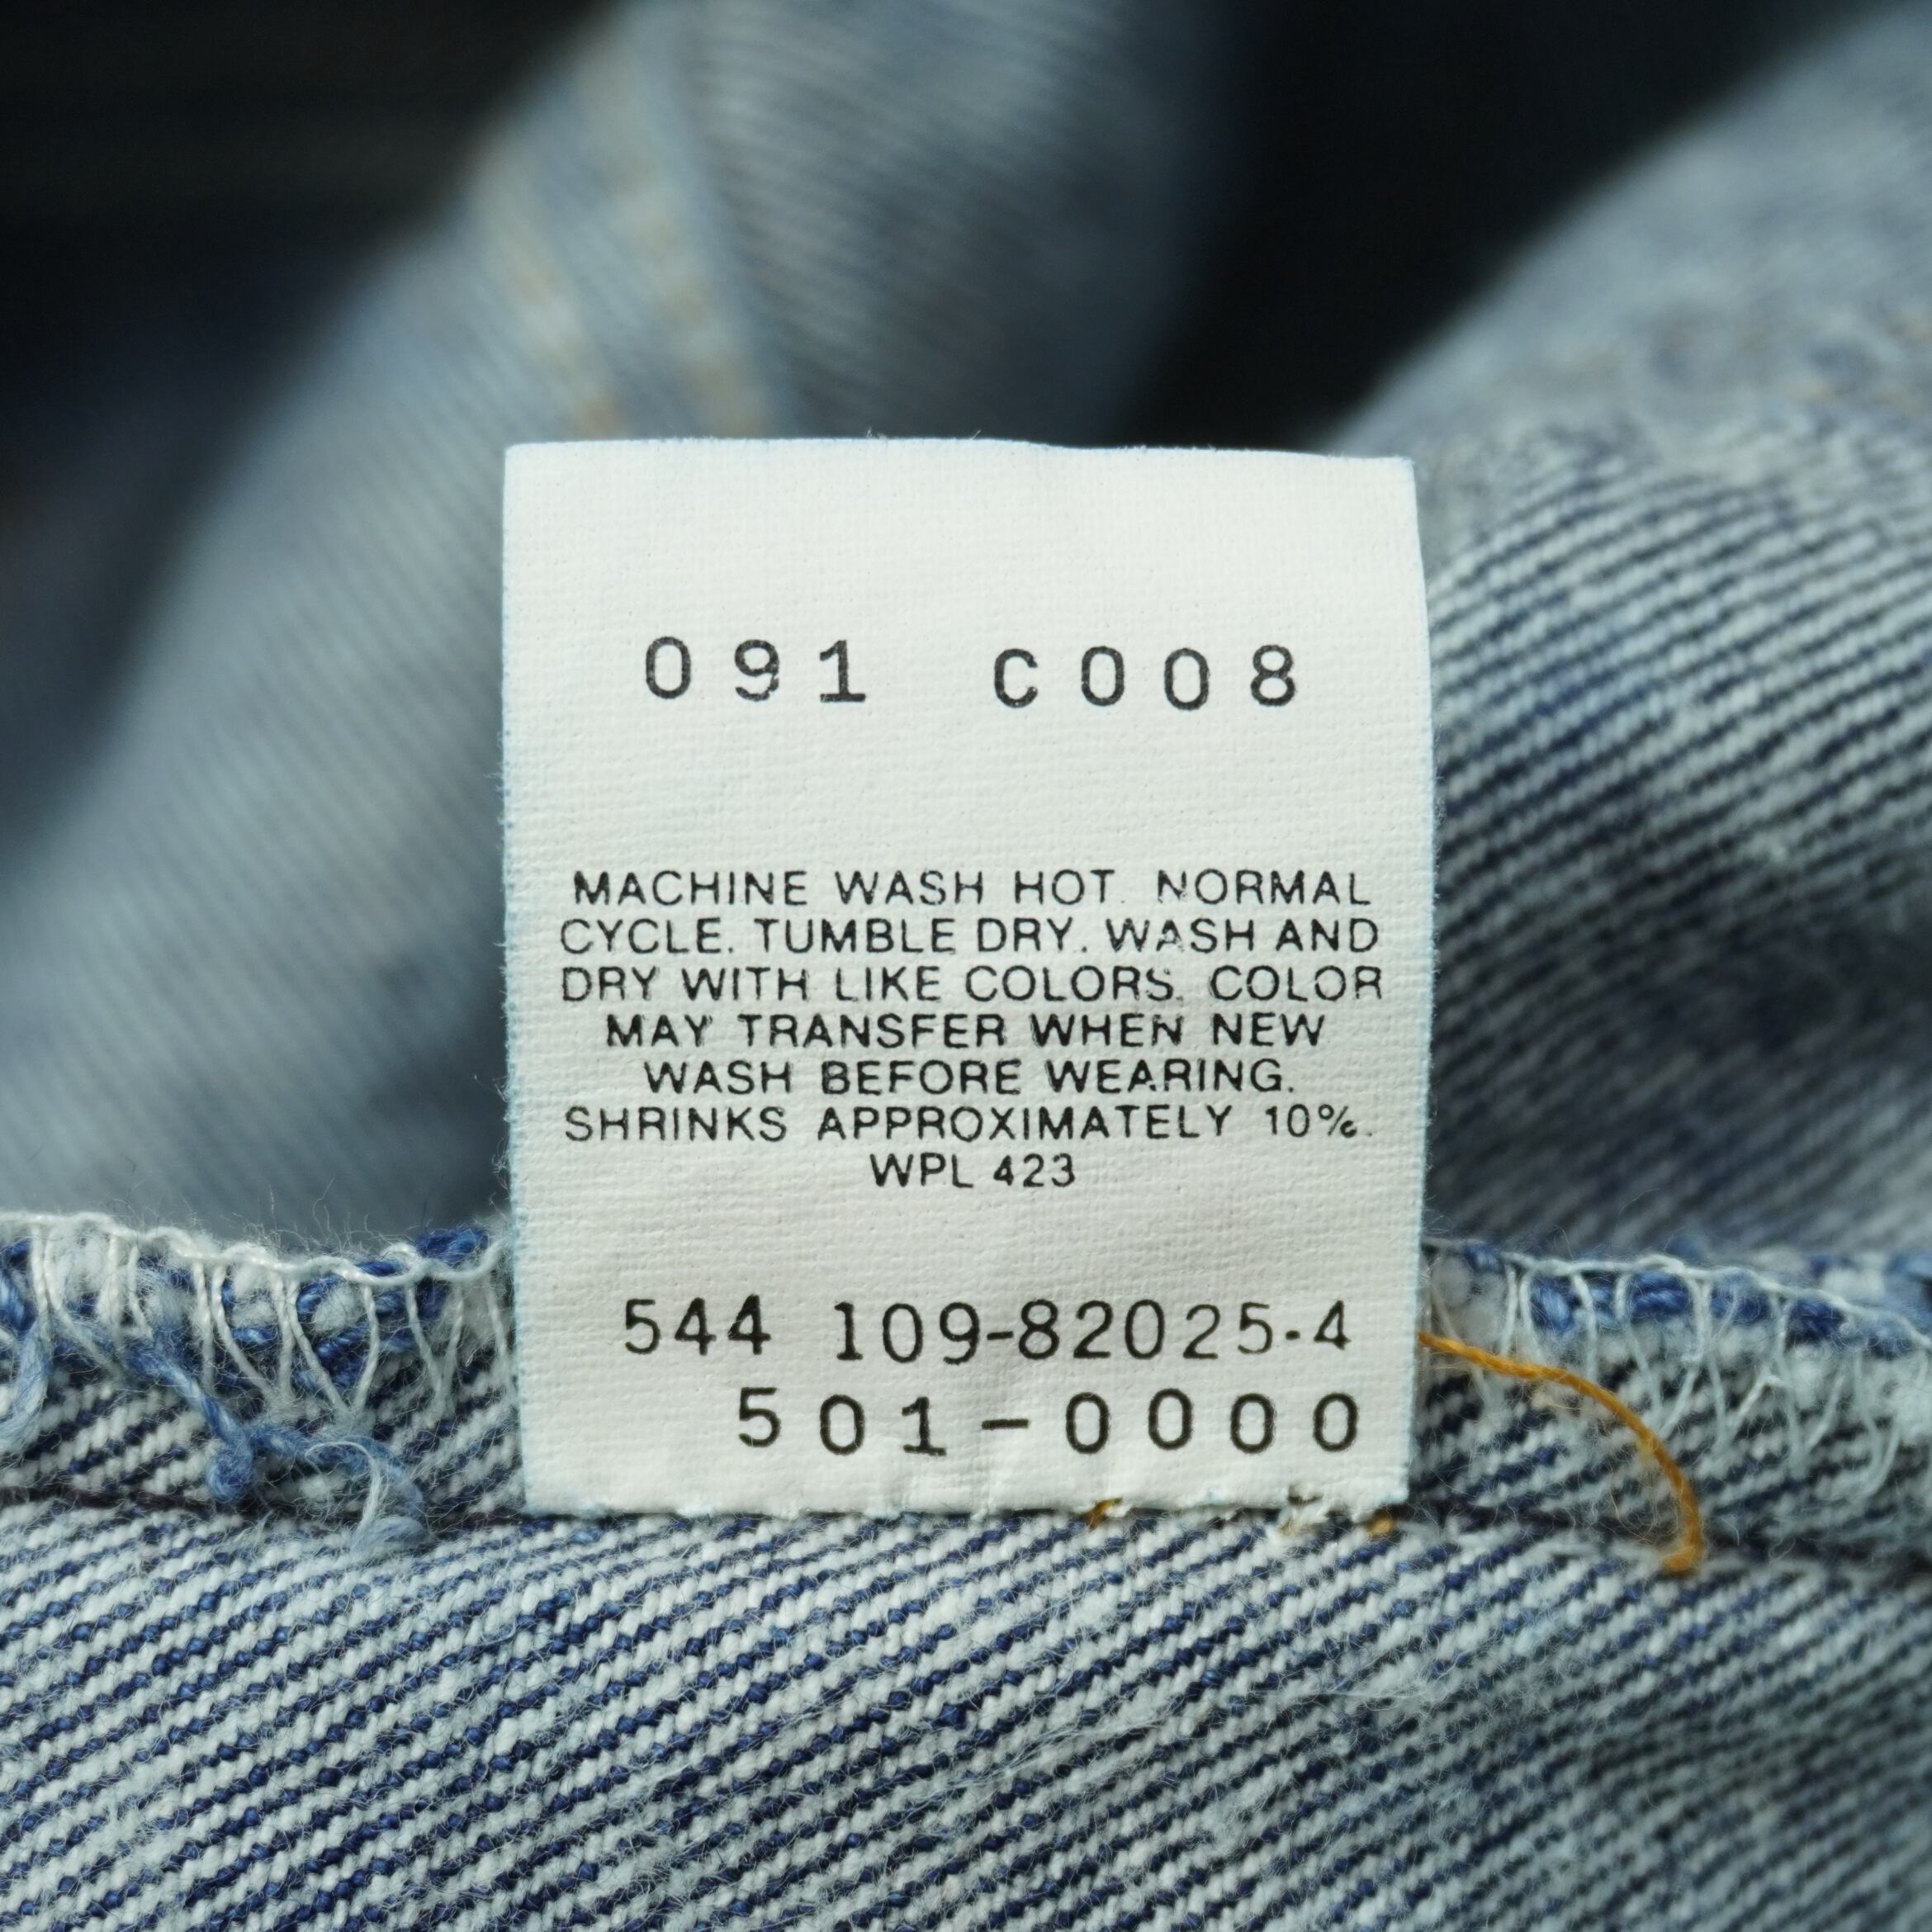 091 C008
MACHINE WASH HOT. NORMAL
CYCLE. TUMBLE DRY. WASH AND
DRY WITH LIKE COLORS. COLOR
MAY TRANSFER WHEN NEW
WASH BEFORE WEARING.
SHRINKS APPROXIMATELY 10%.
WPL 423
544 109-82025-4
501-0000